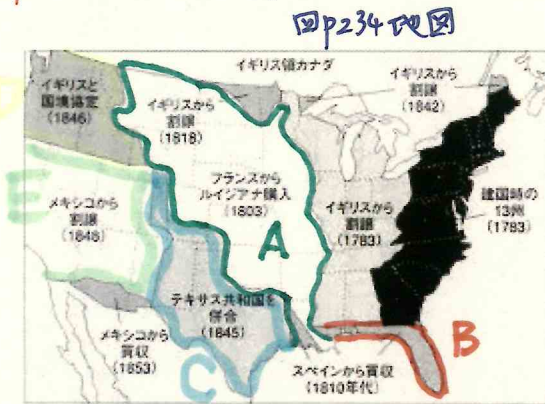 図p234地図
イギリス領カナダ
イギリスと
国境協定
(1846)
イギリスから
割譲
(1818)
イギリスから
割譲
(1842)
フランスから
ルイジアナ購入
(1803)
イギリスから
割譲
(1783)
建国時の
13州
(1783)
メキシコから
割譲
(1848)
テキサス共和国を
併合
(1845)
メキシコから
買収
(1853)
スペインから買収
(1810年代)
A
B
C
D
E